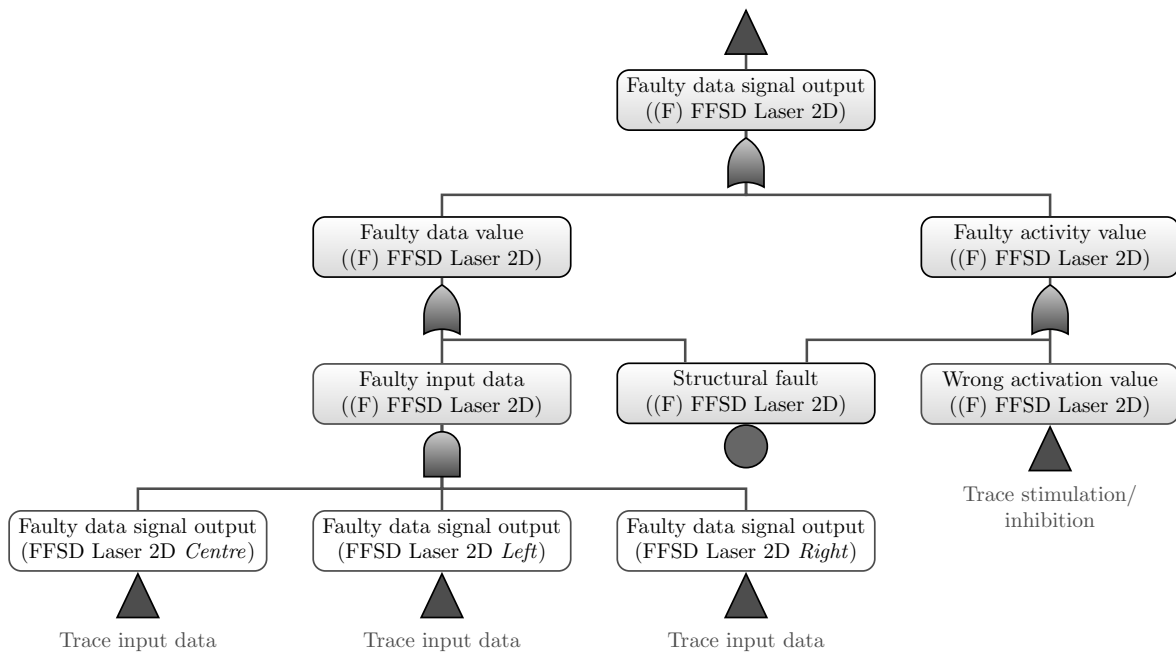 Faulty data signal output
((F) FFSD Laser 2D)
Faulty data value
((F) FFSD Laser 2D)
Faulty activity value
((F) FFSD Laser 2D)
Faulty input data
((F) FFSD Laser 2D)
Structural fault
((F) FFSD Laser 2D)
Wrong activation value
((F) FFSD Laser 2D)
Trace stimulation/
inhibition
Faulty data signal output
(FFSD Laser 2D Centre)
Faulty data signal output
(FFSD Laser 2D Left)
Faulty data signal output
(FFSD Laser 2D Right)
Trace input data
Trace input data
Trace input data